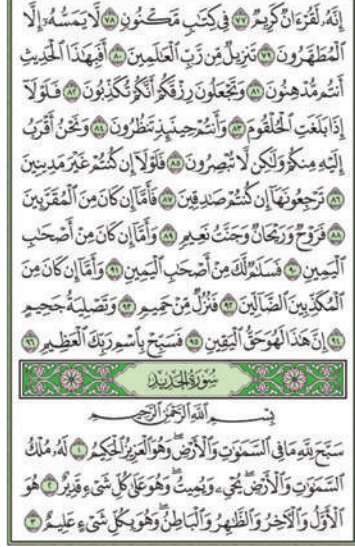 إِنَّهُۥ لَقُرْءَانٌ كَرِيمٌ ٧٧ فِي كِتَٰبٍ مَّكْنُونٍ ٧٨ لَّا يَمَسُّهُۥٓ إِلَّا
ٱلْمُطَهَّرُونَ ٧٩ تَنزِيلٌ مِّن رَّبِّ ٱلْعَٰلَمِينَ ٨٠ أَفَبِهَٰذَا ٱلْحَدِيثِ
أَنتُم مُّدْهِنُونَ ٨١ وَتَجْعَلُونَ رِزْقَكُمْ أَنَّكُمْ تُكَذِّبُونَ ٨٢ فَلَوْلَآ
إِذَا بَلَغَتِ ٱلْحُلْقُومَ ٨٣ وَأَنتُمْ حِينَئِذٍ تَنظُرُونَ ٨٤ وَنَحْنُ أَقْرَبُ
إِلَيْهِ مِنكُمْ وَلَٰكِن لَّا تُبْصِرُونَ ٨٥ فَلَوْلَآ إِن كُنتُمْ غَيْرَ مَدِينِينَ
٨٦ تَرْجِعُونَهَآ إِن كُنتُمْ صَٰدِقِينَ ٨٧ فَأَمَّآ إِن كَانَ مِنَ ٱلْمُقَرَّبِينَ
٨٨ فَرَوْحٌ وَرَيْحَانٌ وَجَنَّتُ نَعِيمٍ ٨٩ وَأَمَّآ إِن كَانَ مِنْ أَصْحَٰبِ
ٱلْيَمِينِ ٩٠ فَسَلَٰمٌ لَّكَ مِنْ أَصْحَٰبِ ٱلْيَمِينِ ٩١ وَأَمَّآ إِن كَانَ مِنَ
ٱلْمُكَذِّبِينَ ٱلضَّآلِّينَ ٩٢ فَنُزُلٌ مِّنْ حَمِيمٍ ٩٣ وَتَصْلِيَةُ جَحِيمٍ
٩٤ إِنَّ هَٰذَا لَهُوَ حَقُّ ٱلْيَقِينِ ٩٥ فَسَبِّحْ بِٱسْمِ رَبِّكَ ٱلْعَظِيمِ ٩٦
سُورَةُ الْحَدِيدِ
بِسْمِ ٱللَّهِ ٱلرَّحْمَٰنِ ٱلرَّحِيمِ
سَبَّحَ لِلَّهِ مَا فِي ٱلسَّمَٰوَٰتِ وَٱلْأَرْضِ ۖ وَهُوَ ٱلْعَزِيزُ ٱلْحَكِيمُ ١ لَهُۥ مُلْكُ
ٱلسَّمَٰوَٰتِ وَٱلْأَرْضِ ۖ يُحْيِۦ وَيُمِيتُ ۖ وَهُوَ عَلَىٰ كُلِّ شَيْءٍ قَدِيرٌ ٢ هُوَ
ٱلْأَوَّلُ وَٱلْءَاخِرُ وَٱلظَّٰهِرُ وَٱلْبَاطِنُ ۖ وَهُوَ بِكُلِّ شَيْءٍ عَلِيمٌ ٣